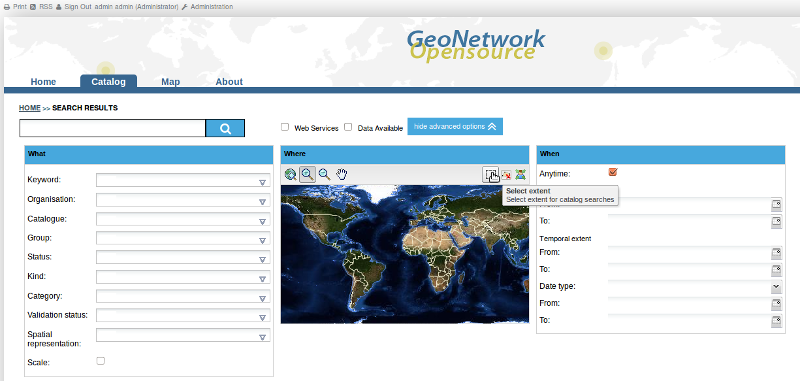 Print RSS Sign Out admin admin (Administrator) Administration
GeoNetwork
Opensource
Home Catalog Map About
HOME >> SEARCH RESULTS
Web Services Data Available hide advanced options
What
Keyword:
Organisation:
Catalogue:
Group:
Status:
Kind:
Category:
Validation status:
Spatial
representation:
Scale:
Where
Select extent
Select extent for catalog searches
When
Anytime:
To:
Temporal extent
From:
To:
Date type:
From:
To: